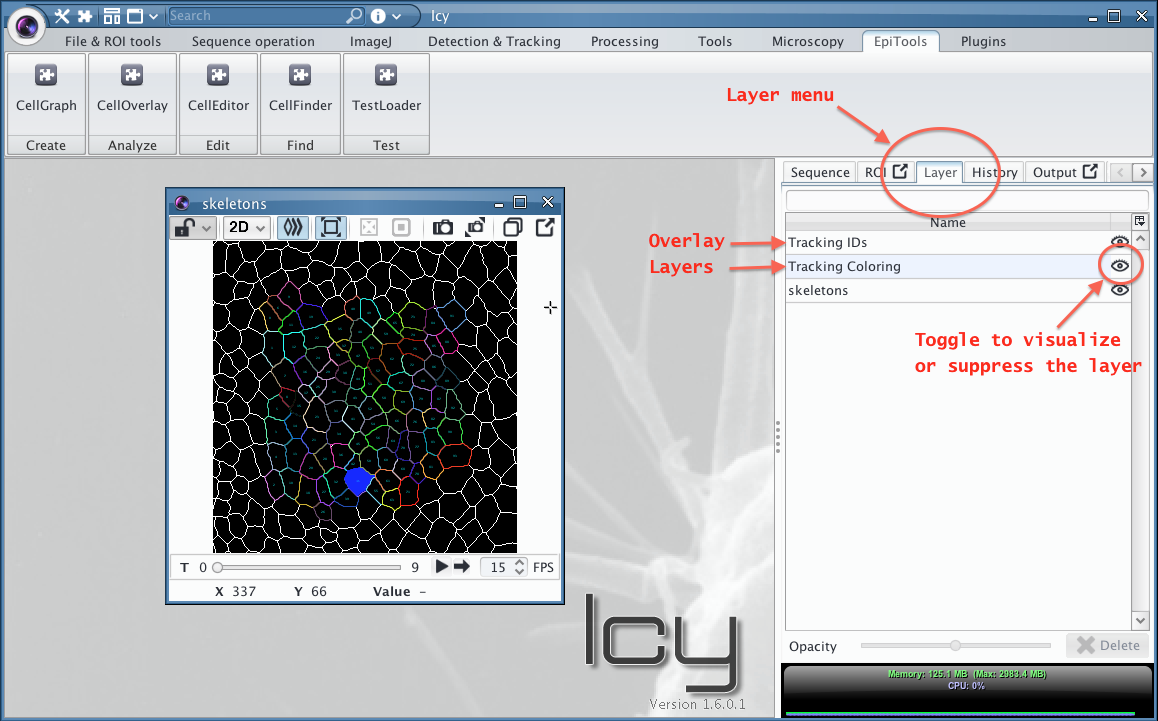 Search
Icy
File & ROI tools
Sequence operation
ImageJ
Detection & Tracking
Processing
Tools
Microscopy
EpiTools
Plugins
CellGraph
CellOverlay
CellEditor
CellFinder
TestLoader
Create
Analyze
Edit
Find
Test
Layer menu
Sequence
ROI
Layer
History
Output
Name
Overlay
Layers
Tracking IDs
Tracking Coloring
skeletons
Toggle to visualize
or suppress the layer
skeletons
2D
T 0
9
15 FPS
X 337
Y 66
Value –
Icy
Version 1.6.0.1
Opacity
Delete
Memory: 125.1 MB (Max: 2083.4 MB)
CPU: 0%